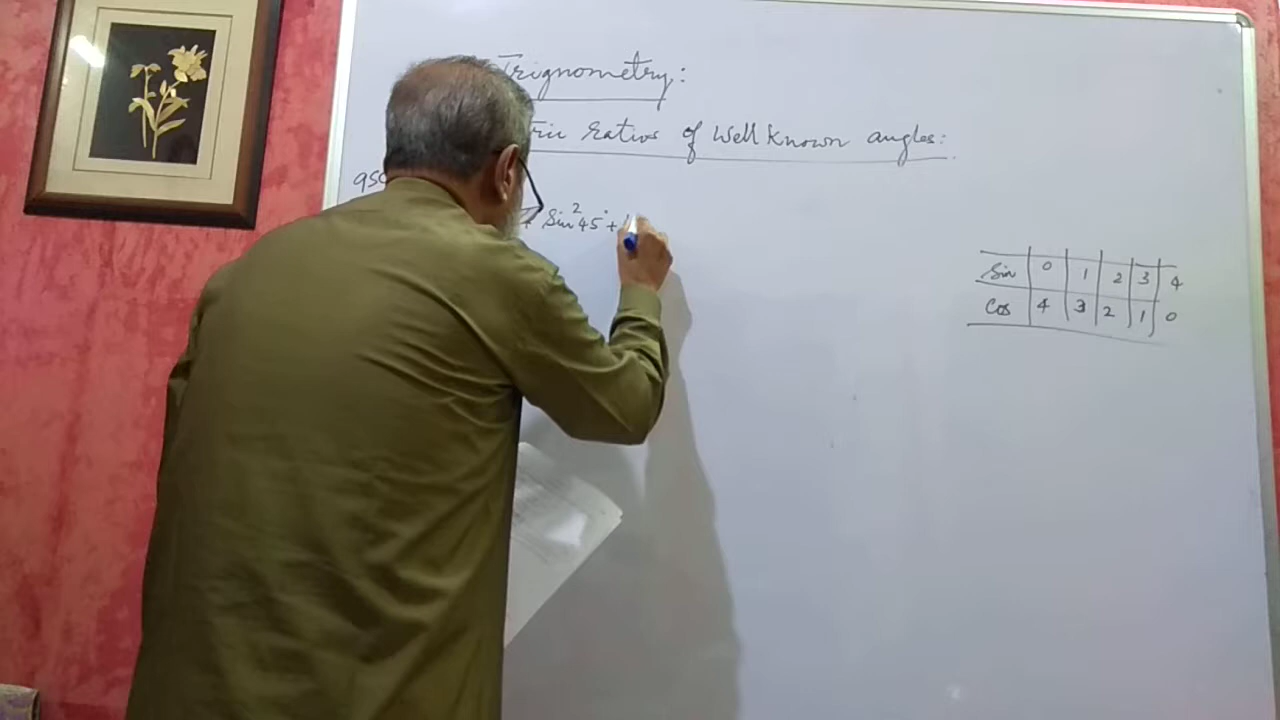 Trignometry:
tric Ratios of Well Known angles:
Sin²45° +
Sin 0 1 2 3 4
Cos 4 3 2 1 0